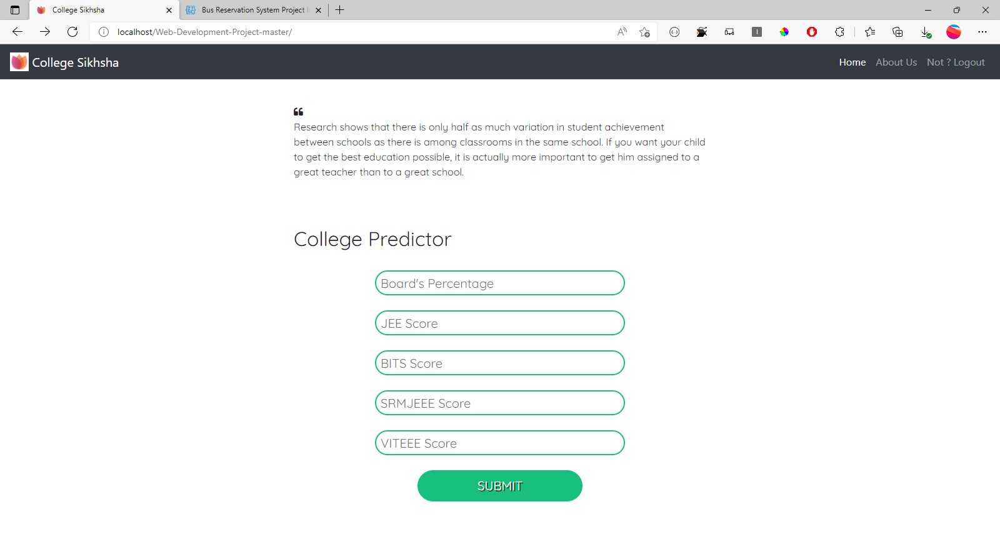 College Sikhsha
Bus Reservation System Project I
localhost/Web-Development-Project-master/
College Sikhsha
Home About Us Not ? Logout
❝
Research shows that there is only half as much variation in student achievement
between schools as there is among classrooms in the same school. If you want your child
to get the best education possible, it is actually more important to get him assigned to a
great teacher than to a great school.
College Predictor
Board's Percentage
JEE Score
BITS Score
SRMJEEE Score
VITEEE Score
SUBMIT